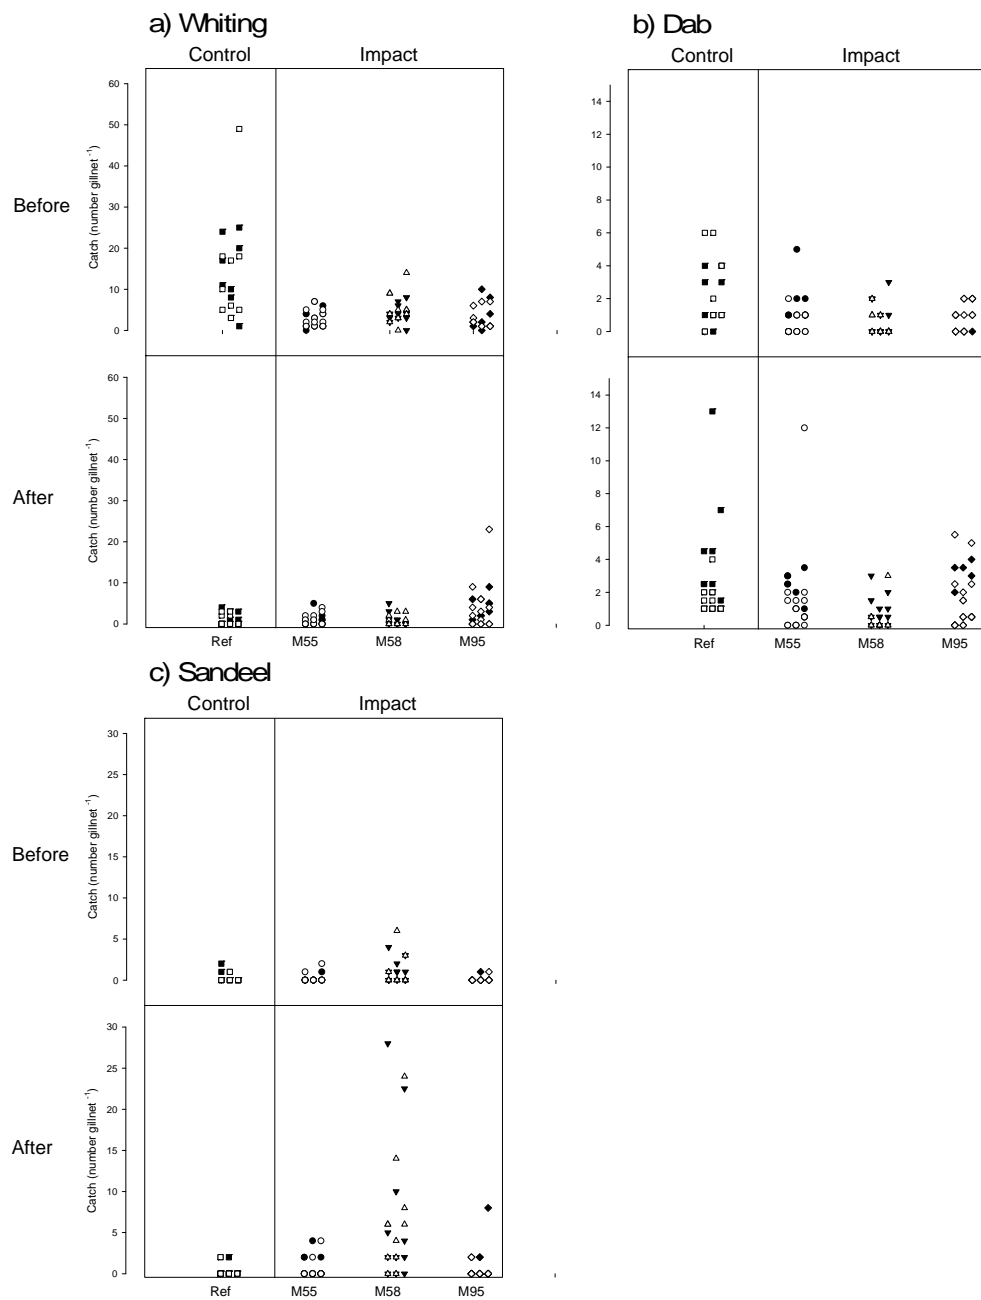 a) Whiting
b) Dab
Control Impact
Control Impact
Before
Catch (number gillnet -1)
60
50
40
30
20
10
0
14
12
10
8
6
4
2
0
After
Catch (number gillnet -1)
60
50
40
30
20
10
0
14
12
10
8
6
4
2
0
Ref M55 M58 M95
Ref M55 M58 M95
c) Sandeel
Control Impact
Before
Catch (number gillnet -1)
30
25
20
15
10
5
0
After
Catch (number gillnet -1)
30
25
20
15
10
5
0
Ref M55 M58 M95